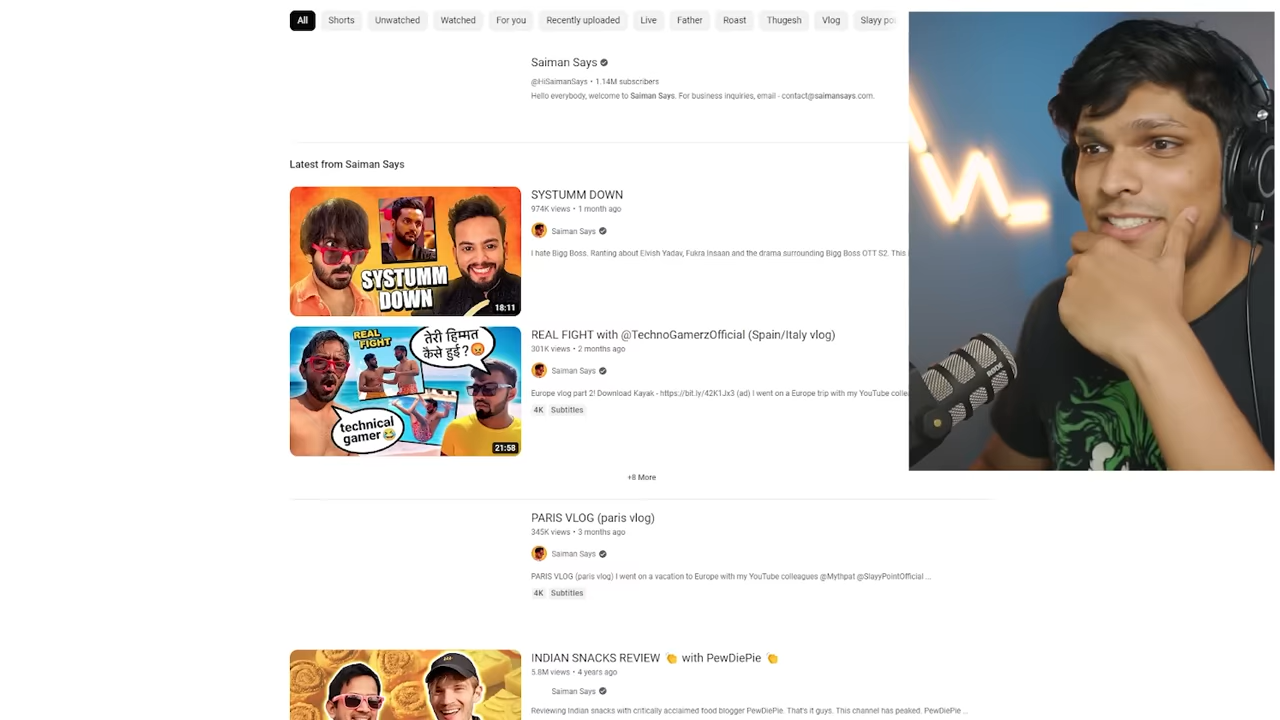 All Shorts Unwatched Watched For you Recently uploaded Live Father Roast Thugesh Vlog Slayy
Saiman Says
@HiSaimanSays • 1.14M subscribers
Hello everybody, welcome to Saiman Says. For business inquiries, email - contact@saimansays.com.
Latest from Saiman Says
SYSTUMM
DOWN
18:11
SYSTUMM DOWN
974K views • 1 month ago
Saiman Says
I hate Bigg Boss. Ranting about Elvish Yadav, Fukra Insaan and the drama surrounding Bigg Boss OTT S2. This
REAL
FIGHT
तेरी हिम्मत
कैसे हुई ?
technical
gamer
21:58
REAL FIGHT with @TechnoGamerzOfficial (Spain/Italy vlog)
301K views • 2 months ago
Saiman Says
Europe vlog part 2! Download Kayak - https://bit.ly/42K1Jx3 (ad) I went on a Europe trip with my YouTube
4K Subtitles
+8 More
PARIS VLOG (paris vlog)
345K views • 3 months ago
Saiman Says
PARIS VLOG (paris vlog) I went on a vacation to Europe with my YouTube colleagues @Mythpat @SlayyPointOfficial ...
4K Subtitles
INDIAN SNACKS REVIEW 👏 with PewDiePie 👏
5.8M views • 4 years ago
Saiman Says
Reviewing Indian snacks with critically acclaimed food blogger PewDiePie. That's it guys. This channel has peaked. PewDiePie ...
RODE